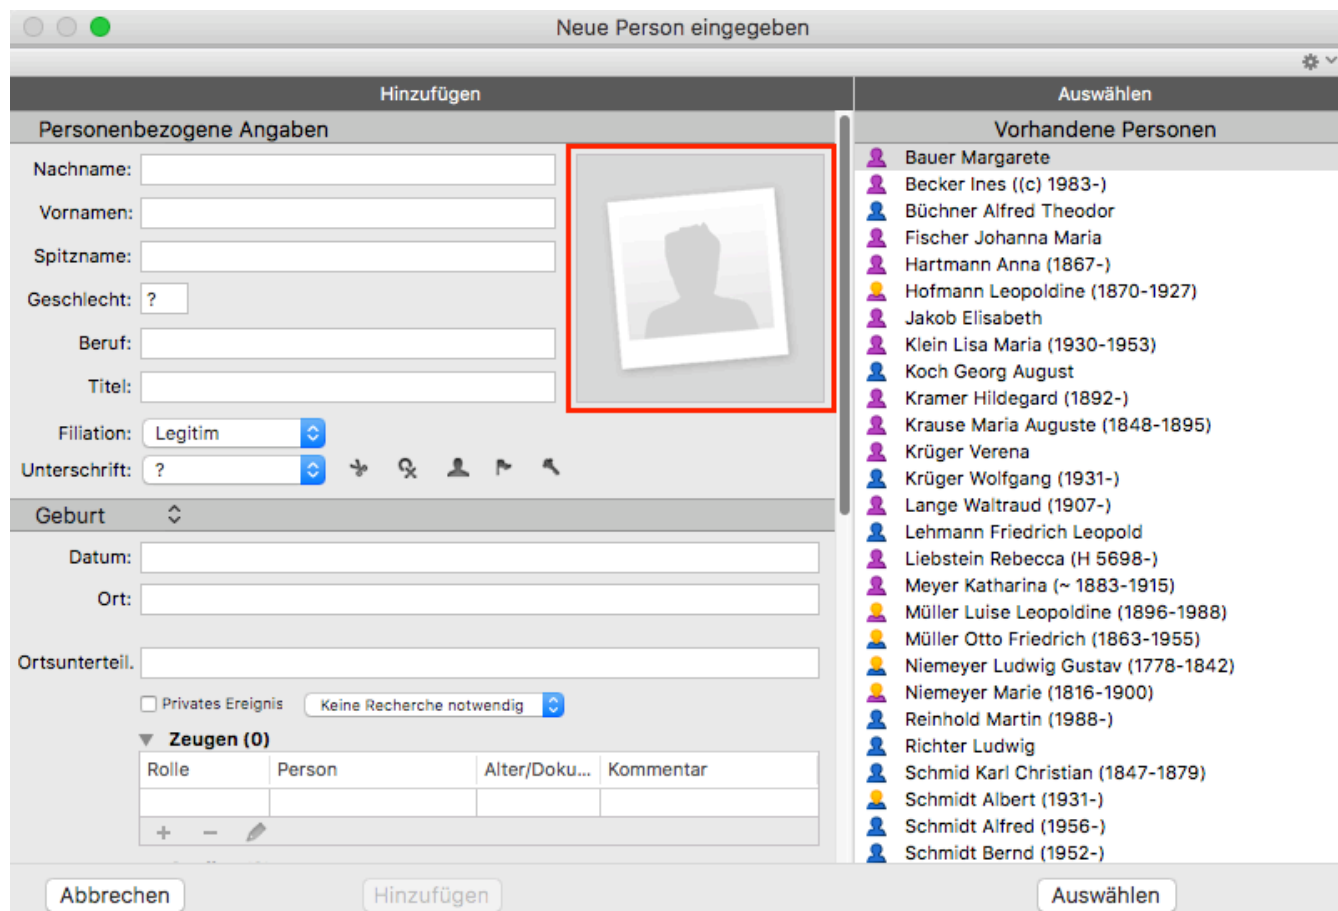 Neue Person eingegeben
Hinzufügen
Personenbezogene Angaben
Nachname:
Vornamen:
Spitzname:
Geschlecht: ?
Beruf:
Titel:
Filiation: Legitim
Unterschrift: ?
Geburt
Datum:
Ort:
Ortsunterteil.
Privates Ereignis Keine Recherche notwendig
Zeugen (0)
Rolle Person Alter/Doku... Kommentar
Abbrechen Hinzufügen
Auswählen
Vorhandene Personen
Bauer Margarete
Becker Ines ((c) 1983-)
Büchner Alfred Theodor
Fischer Johanna Maria
Hartmann Anna (1867-)
Hofmann Leopoldine (1870-1927)
Jakob Elisabeth
Klein Lisa Maria (1930-1953)
Koch Georg August
Kramer Hildegard (1892-)
Krause Maria Auguste (1848-1895)
Krüger Verena
Krüger Wolfgang (1931-)
Lange Waltraud (1907-)
Lehmann Friedrich Leopold
Liebstein Rebecca (H 5698-)
Meyer Katharina (~ 1883-1915)
Müller Luise Leopoldine (1896-1988)
Müller Otto Friedrich (1863-1955)
Niemeyer Ludwig Gustav (1778-1842)
Niemeyer Marie (1816-1900)
Reinhold Martin (1988-)
Richter Ludwig
Schmid Karl Christian (1847-1879)
Schmidt Albert (1931-)
Schmidt Alfred (1956-)
Schmidt Bernd (1952-)
Auswählen